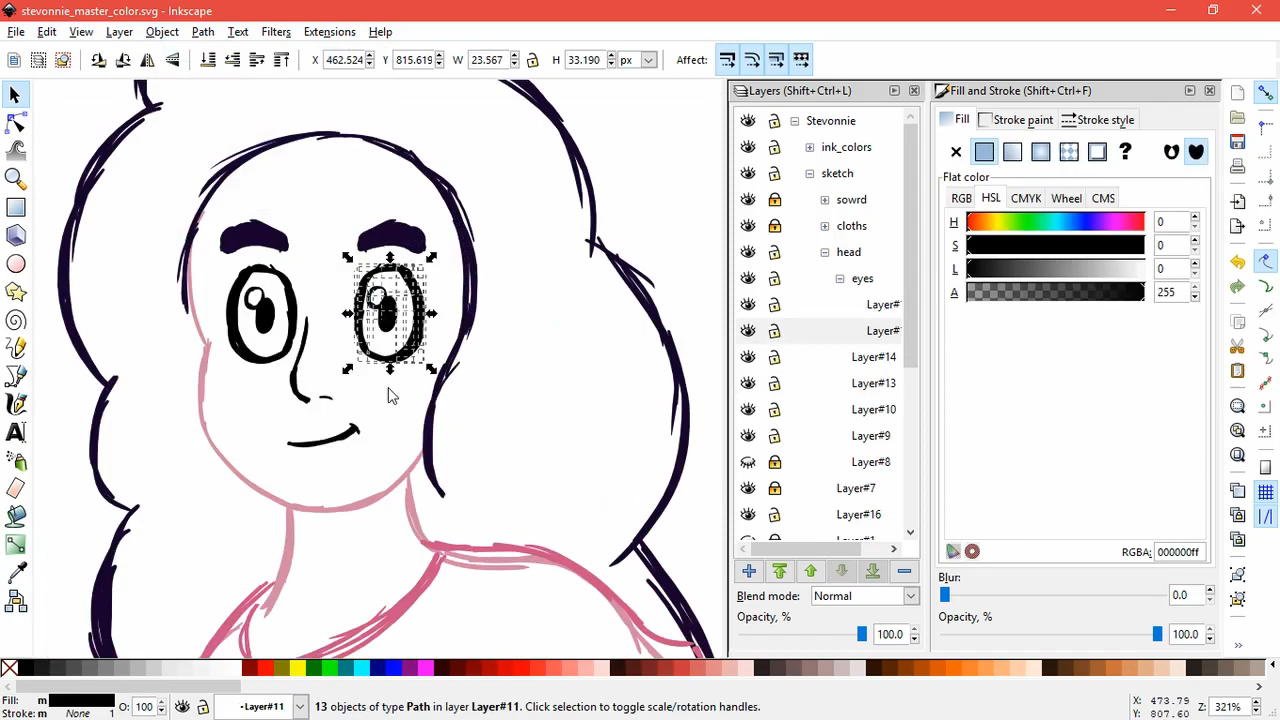 stevonnie_master_color.svg - Inkscape
File Edit View Layer Object Path Text Filters Extensions Help
X 462.524 Y 815.619 W 23.567 H 33.190 px Affect:
Layers (Shift+Ctrl+L)
Fill and Stroke (Shift+Ctrl+F)
Stevonnie
ink_colors
sketch
sowrd
cloths
head
eyes
Layer#
Layer#
Layer#14
Layer#13
Layer#10
Layer#9
Layer#8
Layer#7
Layer#16
Blend mode: Normal
Opacity, %
100.0
Fill Stroke paint Stroke style
?
Flat color
RGB HSL CMYK Wheel CMS
H 0
S 0
L 0
A 255
RGBA: 000000ff
Blur:
0.0
Opacity, %
100.0
Fill: m
Stroke: m None 1
O: 100
•Layer#11
13 objects of type Path in layer Layer#11. Click selection to toggle scale/rotation handles.
X: 473.79
Y: 807.60
Z: 321%